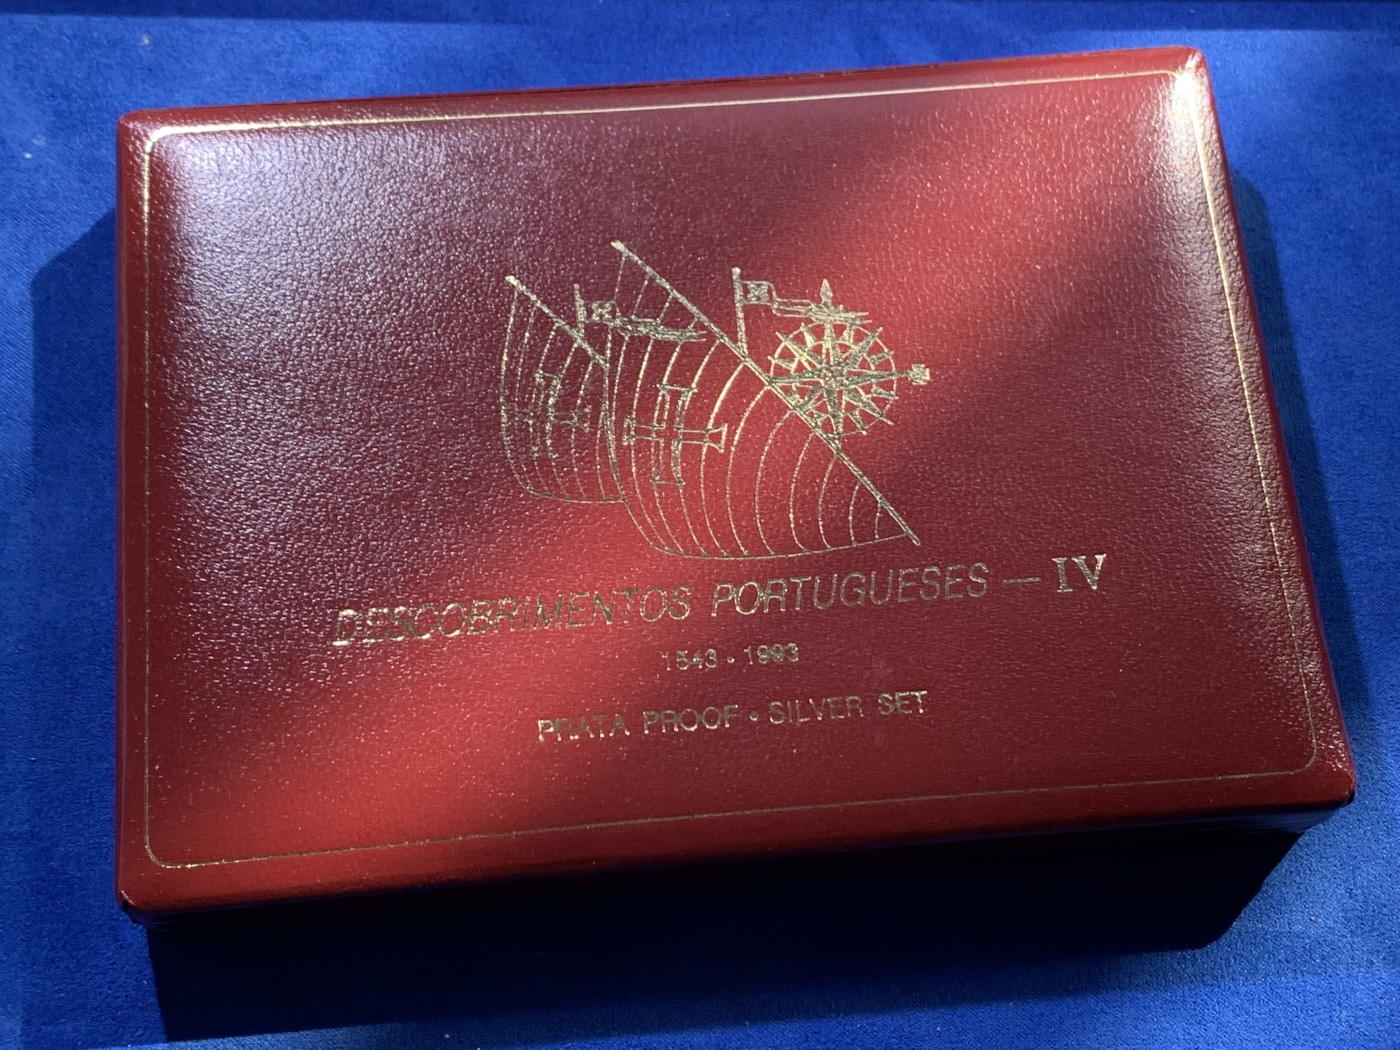 DESCOBRIMENTOS PORTUGUESES — IV
1543 • 1993
PRATA PROOF • SILVER SET